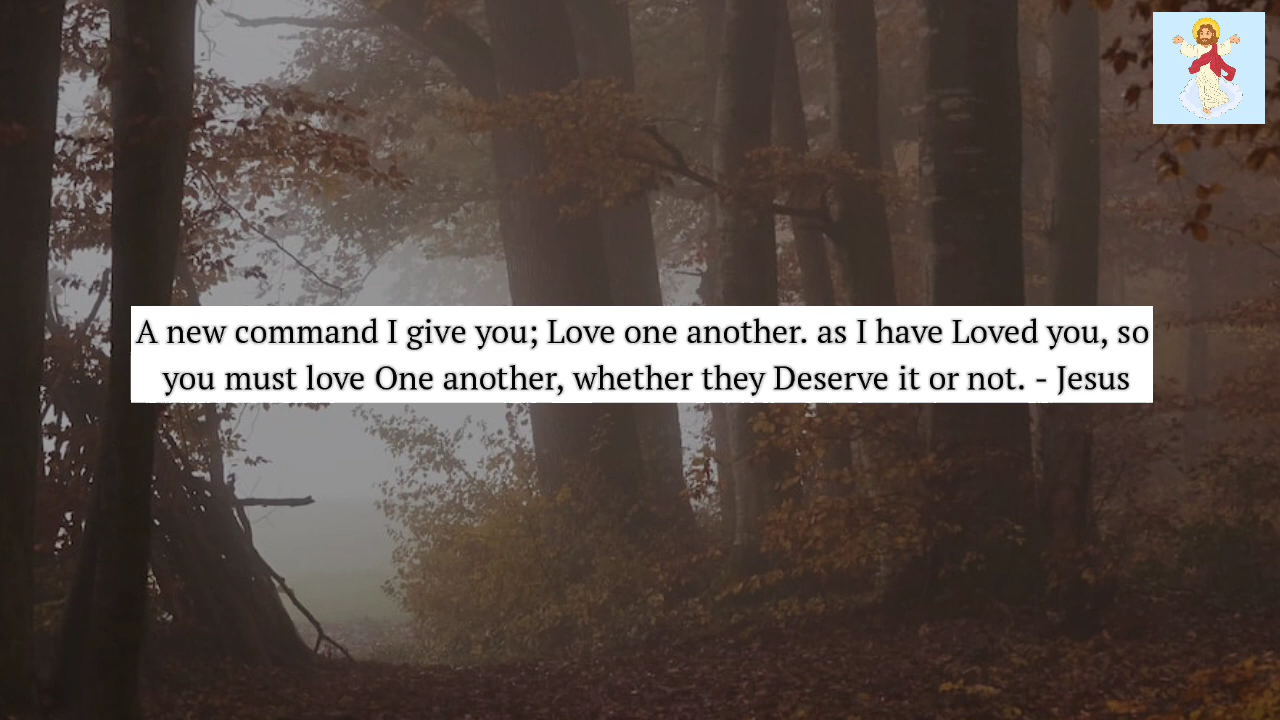 A new command I give you; Love one another. as I have Loved you, so
you must love One another, whether they Deserve it or not. - Jesus